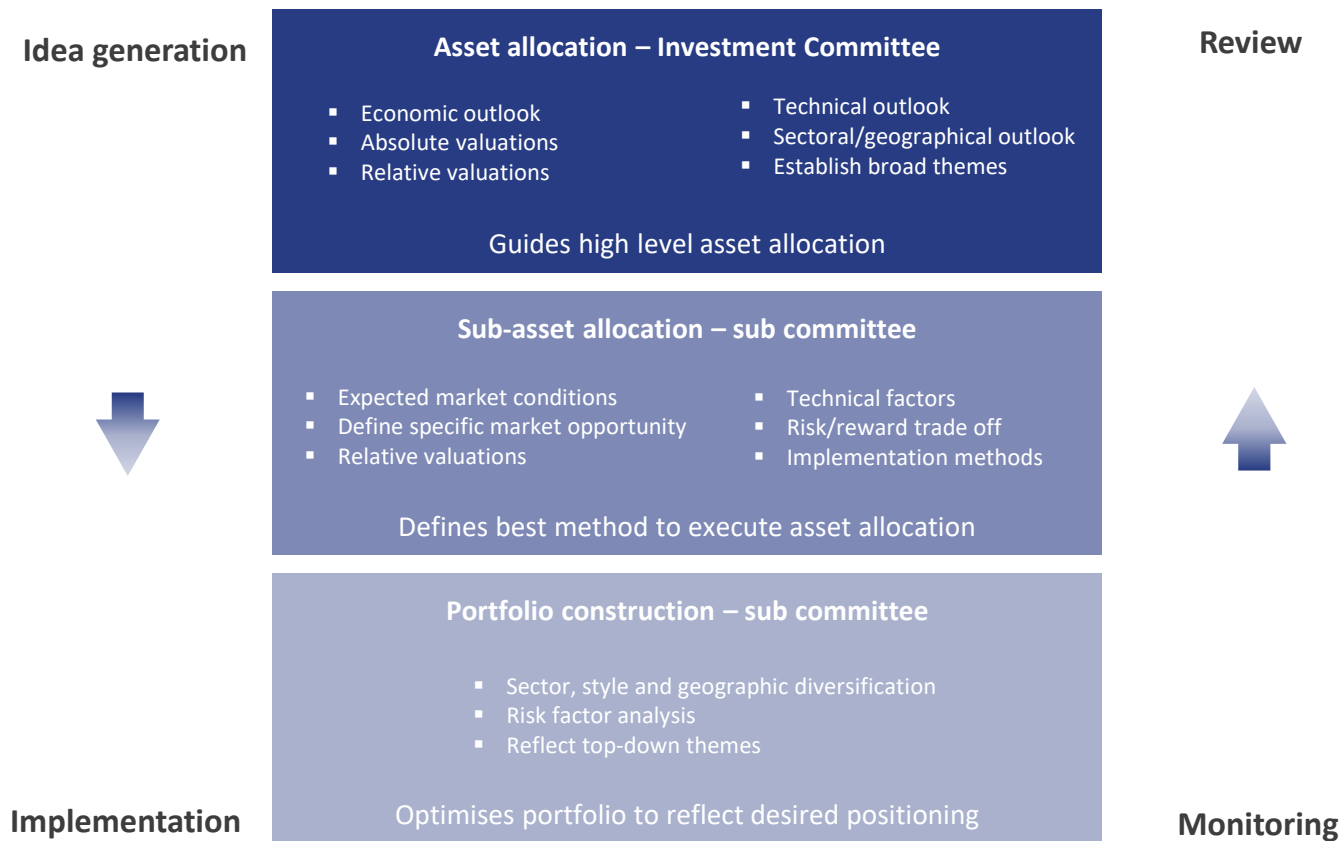 Idea generation
Asset allocation – Investment Committee
Review
▪ Economic outlook
▪ Absolute valuations
▪ Relative valuations
▪ Technical outlook
▪ Sectoral/geographical outlook
▪ Establish broad themes
Guides high level asset allocation
Sub-asset allocation – sub committee
▪ Expected market conditions
▪ Define specific market opportunity
▪ Relative valuations
▪ Technical factors
▪ Risk/reward trade off
▪ Implementation methods
Defines best method to execute asset allocation
Portfolio construction – sub committee
▪ Sector, style and geographic diversification
▪ Risk factor analysis
▪ Reflect top-down themes
Optimises portfolio to reflect desired positioning
Implementation
Monitoring